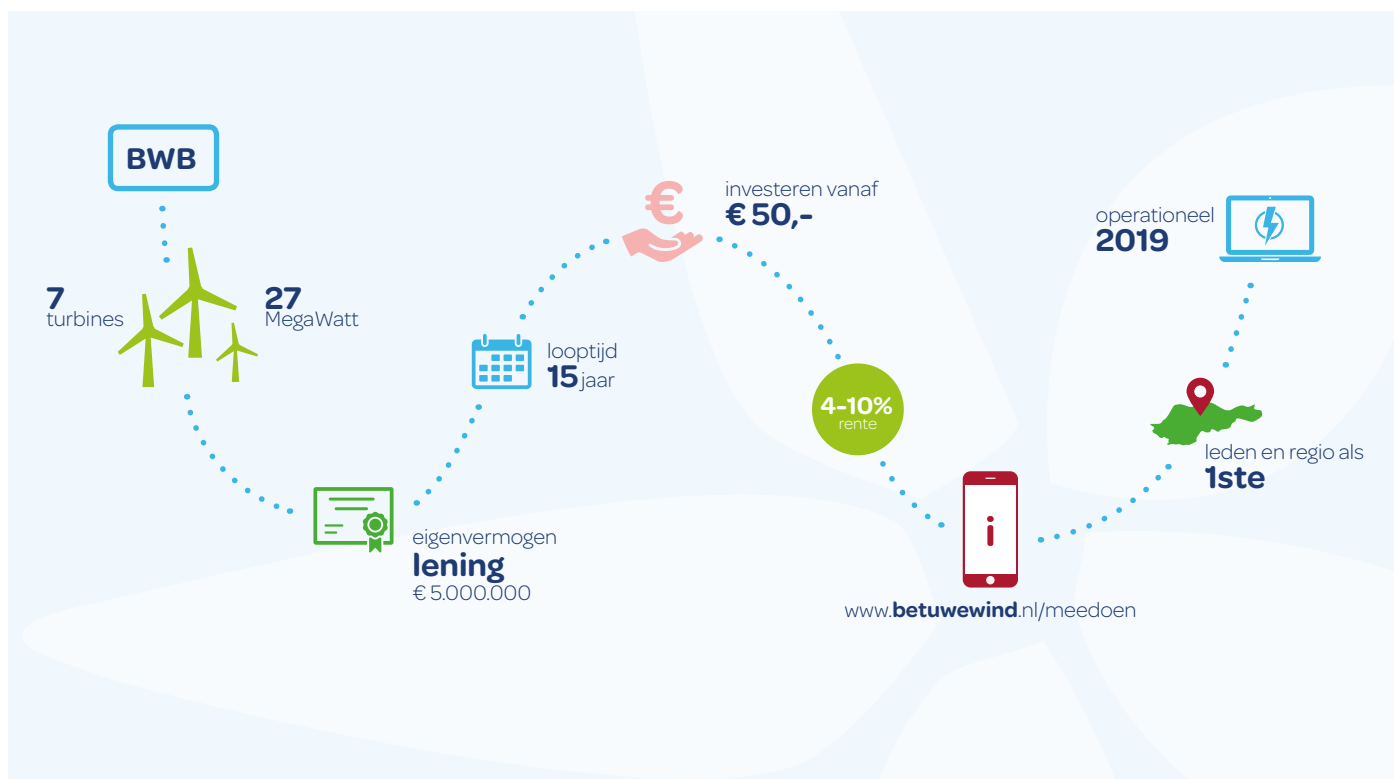 BWB
7
turbines
27
MegaWatt
eigenvermogen
lening
€ 5.000.000
looptijd
15 jaar
€
investeren vanaf
€ 50,-
4-10%
rente
i
www.betuwewind.nl/meedoen
leden en regio als
1ste
operationeel
2019